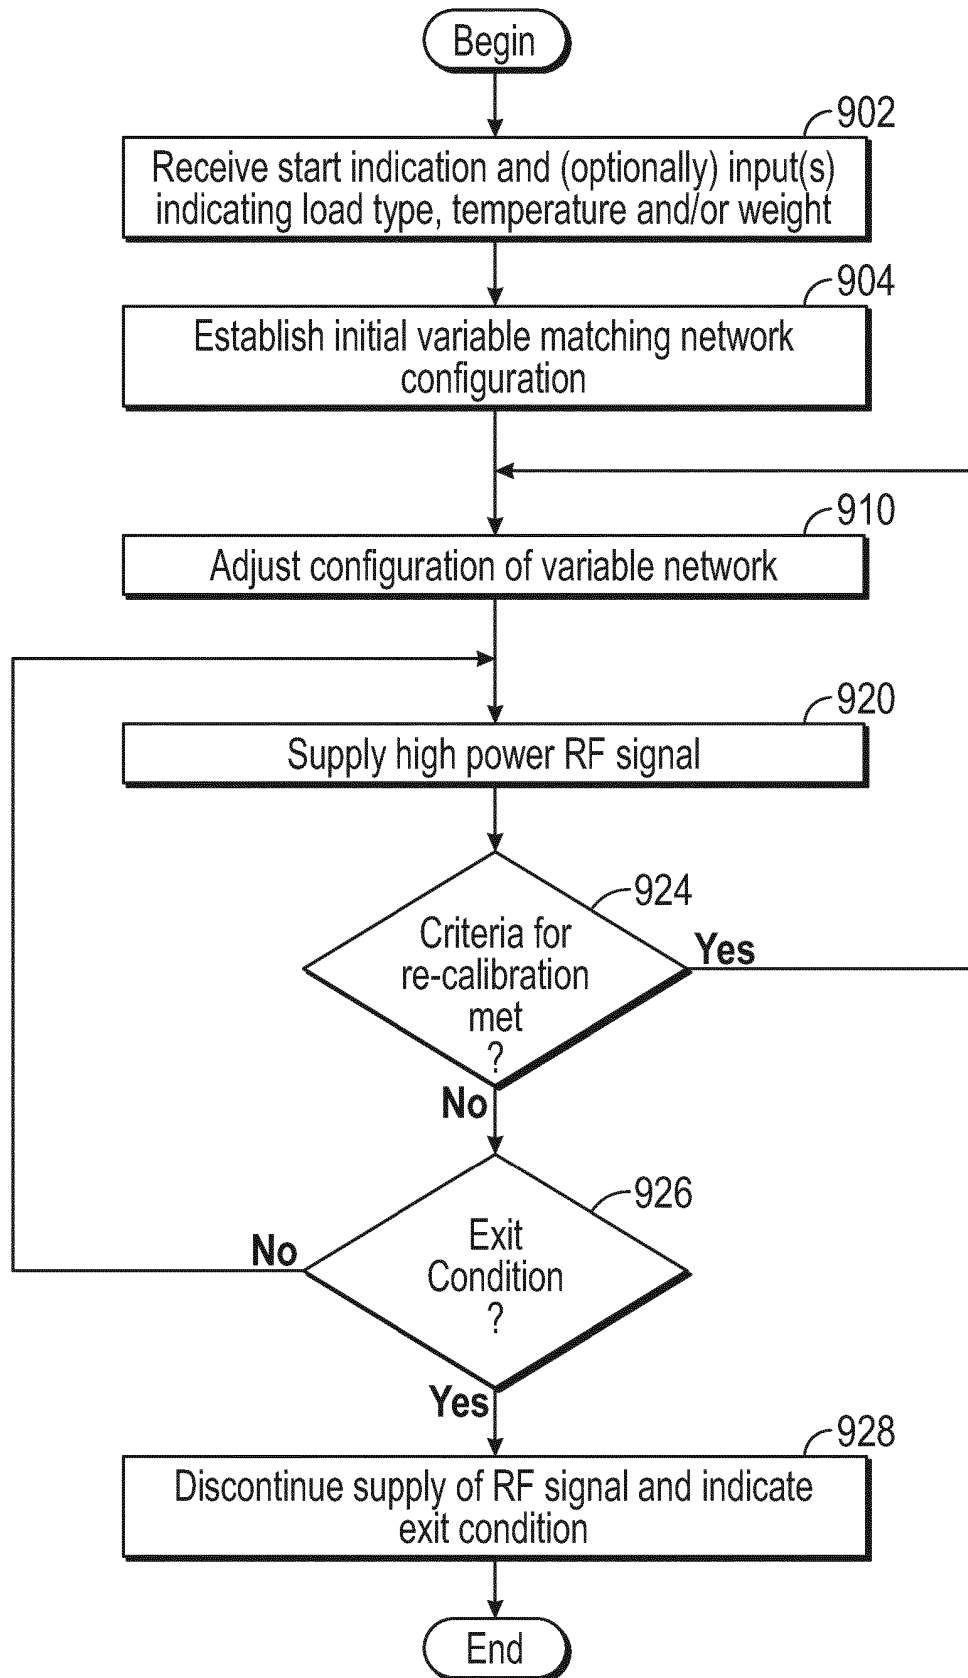 Begin
902
Receive start indication and (optionally) input(s)
indicating load type, temperature and/or weight
904
Establish initial variable matching network
configuration
910
Adjust configuration of variable network
920
Supply high power RF signal
924
Criteria for
re-calibration
met
?
Yes
No
926
Exit
Condition
?
No
Yes
928
Discontinue supply of RF signal and indicate
exit condition
End